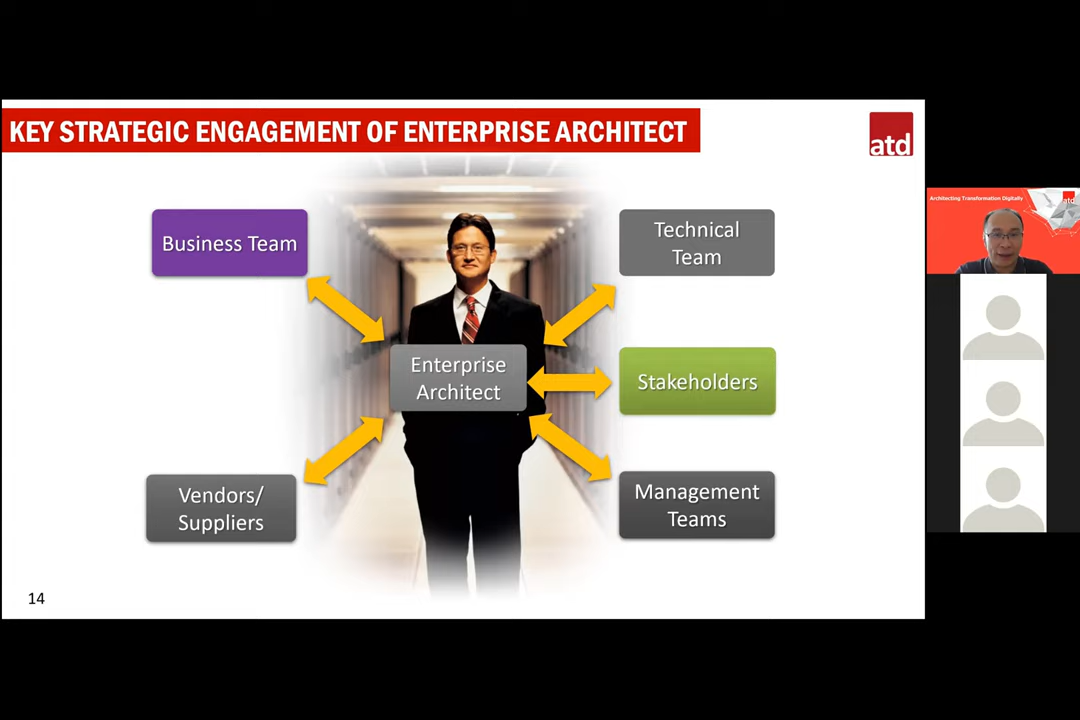 KEY STRATEGIC ENGAGEMENT OF ENTERPRISE ARCHITECT
atd
Business Team
Technical
Team
Enterprise
Architect
Stakeholders
Vendors/
Suppliers
Management
Teams
14
Architecting Transformation Digitally
atd